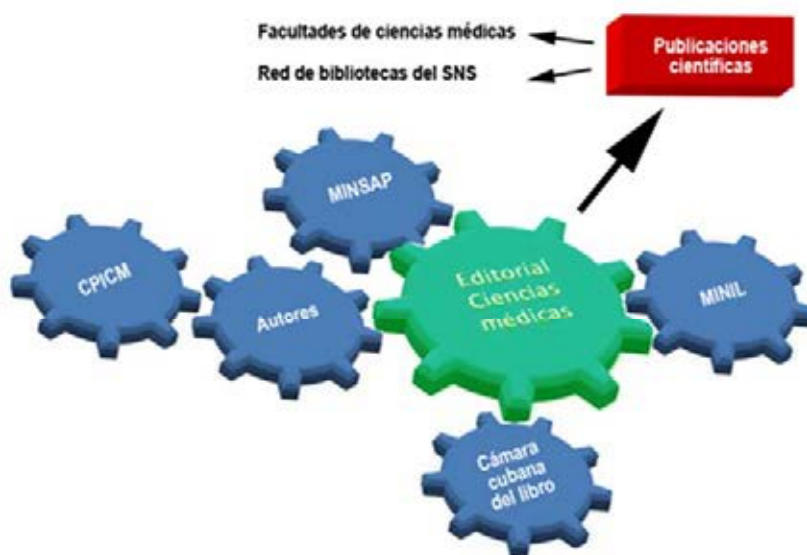 Facultades de ciencias médicas
Red de bibliotecas del SNS
Publicaciones
científicas
MINSAP
CPICM
Autores
Editorial
Ciencias
médicas
MINIL
Cámara
cubana
del libro